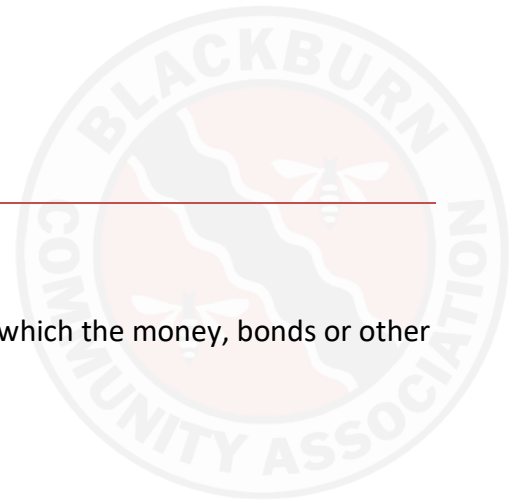 BLACKBURN
COMMUNITY ASSOCIATION
which the money, bonds or other